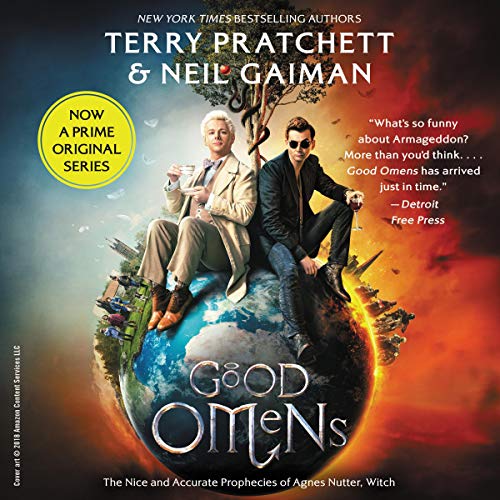 NEW YORK TIMES BESTSELLING AUTHORS
TERRY PRATCHETT
& NEIL GAIMAN
NOW
A PRIME
ORIGINAL
SERIES
"What's so funny
about Armageddon?
More than you'd think. . . .
Good Omens has arrived
just in time."
—Detroit
Free Press
GOOD
OMENS
The Nice and Accurate Prophecies of Agnes Nutter, Witch
Cover art © 2018 Amazon Content Services LLC